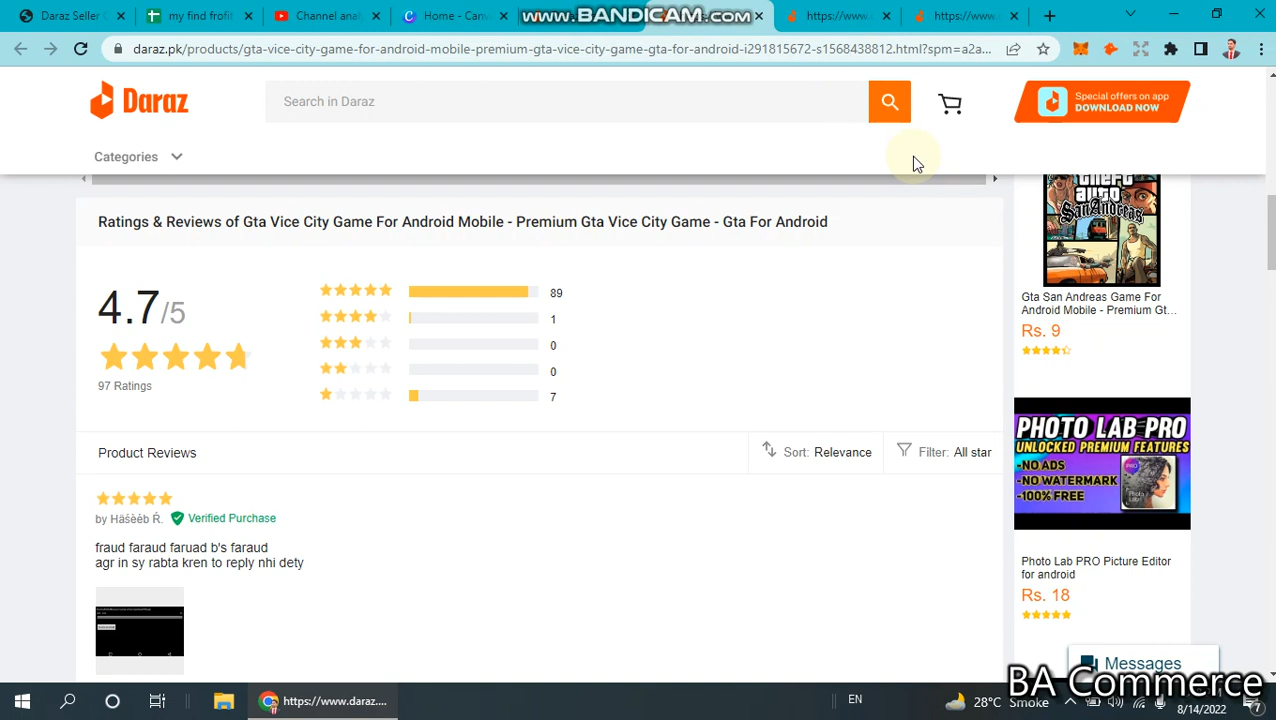 Daraz Seller C
my find frofit
Channel anal
Home - Canv
WWW.BANDICAM.COM
https://www.c
https://www.c
daraz.pk/products/gta-vice-city-game-for-android-mobile-premium-gta-vice-city-game-gta-for-android-i291815672-s1568438812.html?spm=a2a...
Daraz
Search in Daraz
Special offers on app
DOWNLOAD NOW
Categories
Ratings & Reviews of Gta Vice City Game For Android Mobile - Premium Gta Vice City Game - Gta For Android
4.7/5
97 Ratings
89
1
0
0
7
Product Reviews
Sort: Relevance
Filter: All star
by Häśèéb Ŕ. Verified Purchase
fraud faraud faruad b's faraud
agr in sy rabta kren to reply nhi dety
theft
auto
SanAndreas
Gta San Andreas Game For
Android Mobile - Premium Gt...
Rs. 9
PHOTO LAB PRO
UNLOCKED PREMIUM FEATURES
-NO ADS
-NO WATERMARK
-100% FREE
PRO
Photo Lab
Photo Lab PRO Picture Editor
for android
Rs. 18
Messages
BA Commerce
https://www.daraz....
EN
28°C Smoke
8/14/2022
7